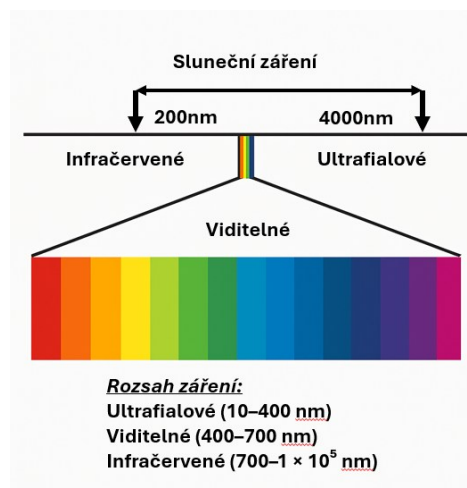 Sluneční záření
200nm 4000nm
Infračervené Ultrafialové
Viditelné
Rozsah záření:
Ultrafialové (10–400 nm)
Viditelné (400–700 nm)
Infračervené (700–1 × 10⁵ nm)